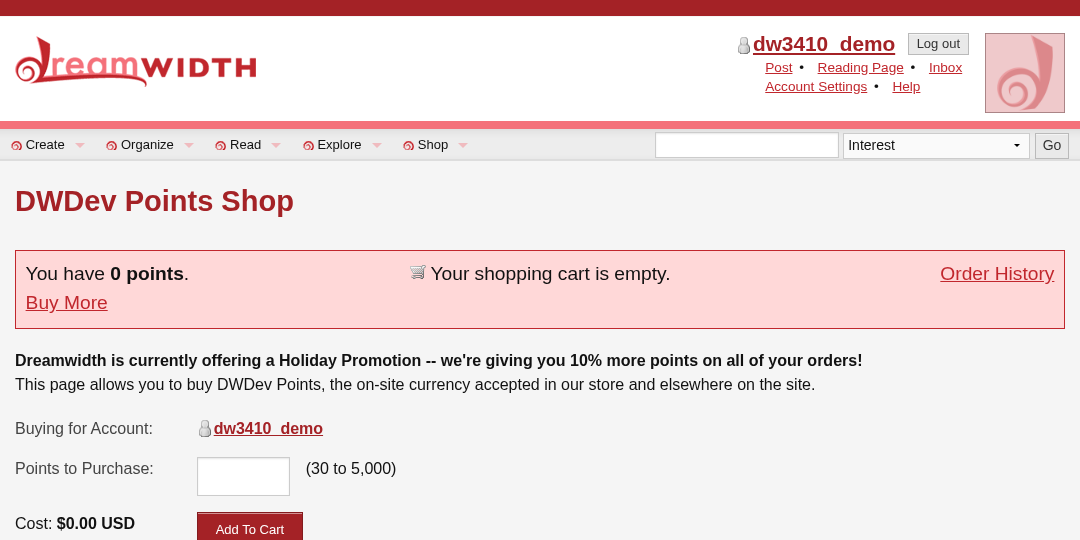 dreamwidth
dw3410_demo Log out
Post • Reading Page • Inbox
Account Settings • Help
Create Organize Read Explore Shop Interest Go
DWDev Points Shop
You have 0 points. Your shopping cart is empty. Order History
Buy More
Dreamwidth is currently offering a Holiday Promotion -- we're giving you 10% more points on all of your orders!
This page allows you to buy DWDev Points, the on-site currency accepted in our store and elsewhere on the site.
Buying for Account: dw3410_demo
Points to Purchase: (30 to 5,000)
Cost: $0.00 USD Add To Cart